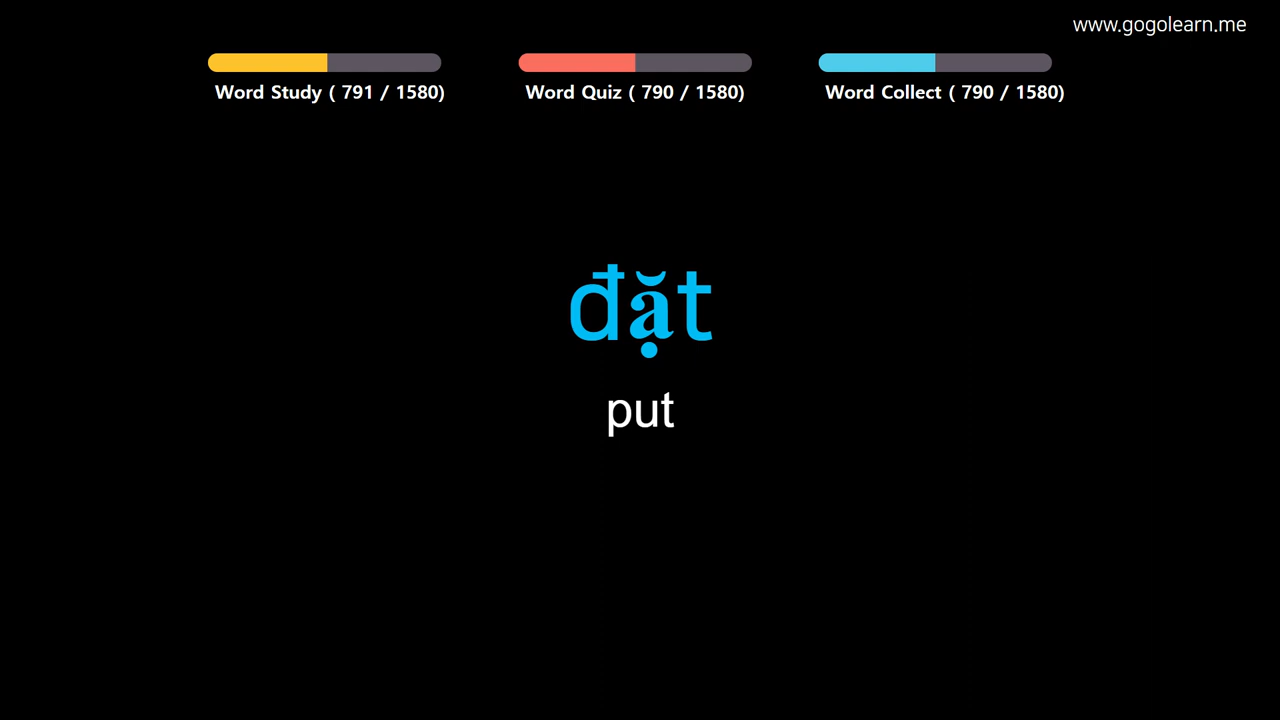 www.gogolearn.me
Word Study ( 791 / 1580)
Word Quiz ( 790 / 1580)
Word Collect ( 790 / 1580)
đặt
put